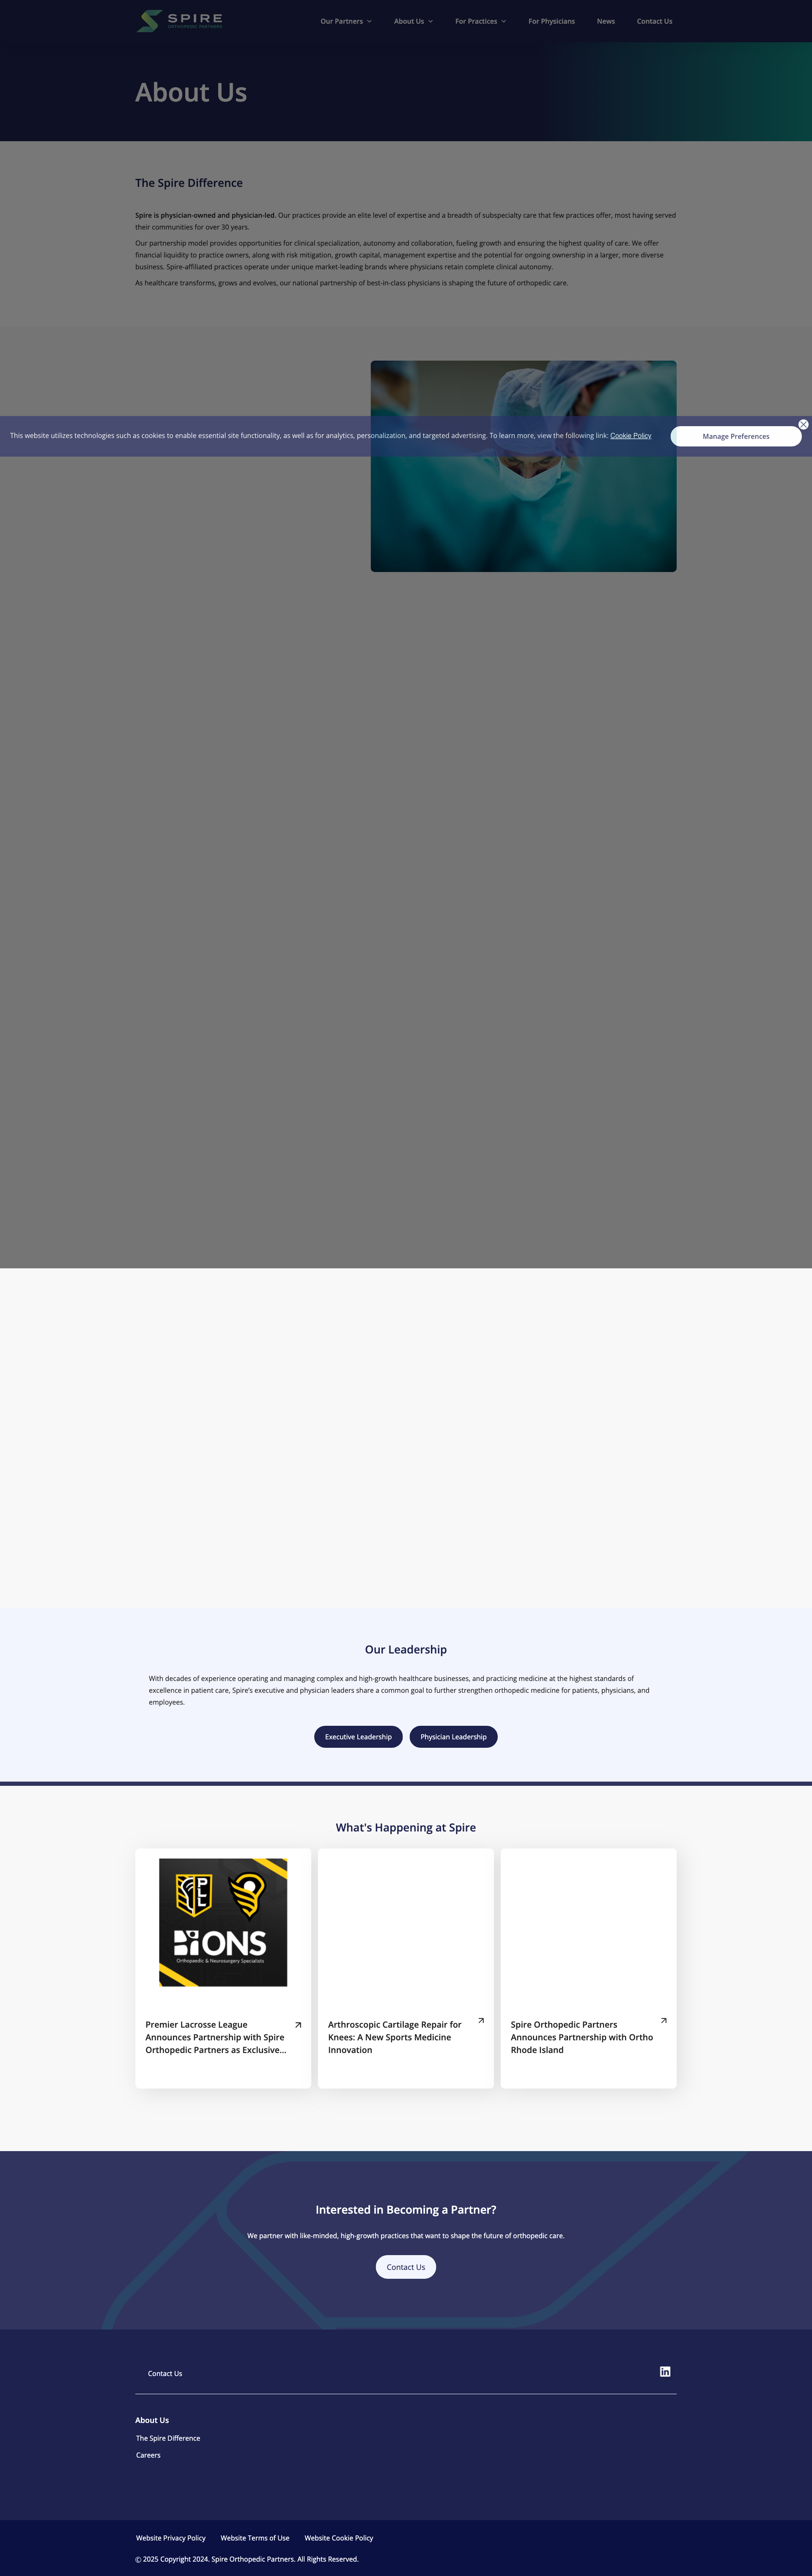 SPIRE
ORTHOPEDIC PARTNERS
Our Partners
About Us
For Practices
For Physicians
News
Contact Us
About Us
The Spire Difference
Spire is physician-owned and physician-led. Our practices provide an elite level of expertise and a breadth of subspecialty care that few practices offer, most having served
their communities for over 30 years.
Our partnership model provides opportunities for clinical specialization, autonomy and collaboration, fueling growth and ensuring the highest quality of care. We offer
financial liquidity to practice owners, along with risk mitigation, growth capital, management expertise and the potential for ongoing ownership in a larger, more diverse
business. Spire-affiliated practices operate under unique market-leading brands where physicians retain complete clinical autonomy.
As healthcare transforms, grows and evolves, our national partnership of best-in-class physicians is shaping the future of orthopedic care.
This website utilizes technologies such as cookies to enable essential site functionality, as well as for analytics, personalization, and targeted advertising. To learn more, view the following link: Cookie Policy
Manage Preferences
Our Leadership
With decades of experience operating and managing complex and high-growth healthcare businesses, and practicing medicine at the highest standards of
excellence in patient care, Spire's executive and physician leaders share a common goal to further strengthen orthopedic medicine for patients, physicians, and
employees.
Executive Leadership
Physician Leadership
What's Happening at Spire
PLL
ONS
Orthopaedic & Neurosurgery Specialists
Premier Lacrosse League
Announces Partnership with Spire
Orthopedic Partners as Exclusive...
Arthroscopic Cartilage Repair for
Knees: A New Sports Medicine
Innovation
Spire Orthopedic Partners
Announces Partnership with Ortho
Rhode Island
Interested in Becoming a Partner?
We partner with like-minded, high-growth practices that want to shape the future of orthopedic care.
Contact Us
Contact Us
in
About Us
The Spire Difference
Careers
Website Privacy Policy
Website Terms of Use
Website Cookie Policy
© 2025 Copyright 2024. Spire Orthopedic Partners. All Rights Reserved.